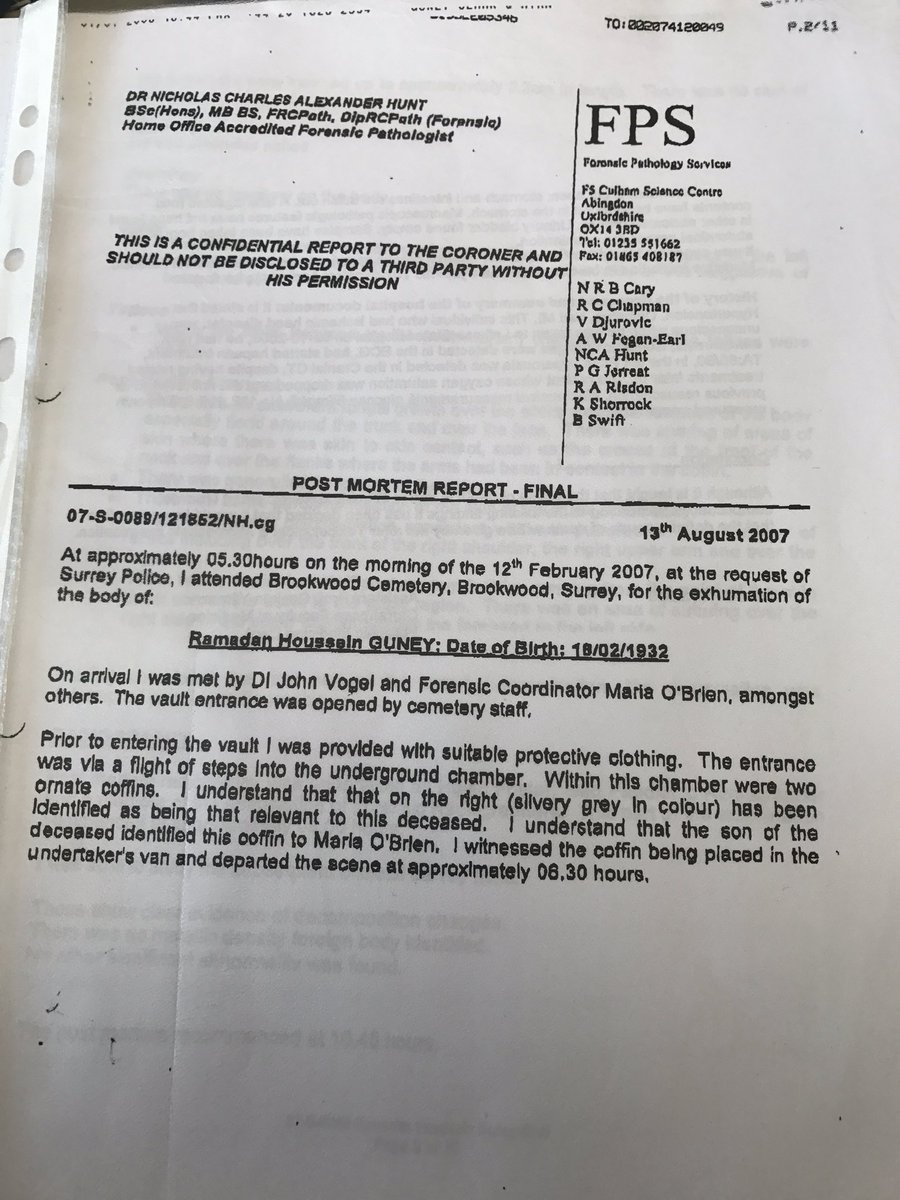 TO:002074120049
P.2/11
DR NICHOLAS CHARLES ALEXANDER HUNT
BSc(Hons), MB BS, FRCPath, DipRCPath (Forensic)
Home Office Accredited Forensic Pathologist
THIS IS A CONFIDENTIAL REPORT TO THE CORONER AND
SHOULD NOT BE DISCLOSED TO A THIRD PARTY WITHOUT
HIS PERMISSION
FPS
Forensic Pathology Services
F5 Culham Science Centre
Abingdon
Oxfordshire
OX14 3BD
Tel: 01235 551662
Fax: 01865 408187
N R B Cary
R C Chapman
V Djurovic
A W Fegan-Earl
NCA Hunt
P G Jerreat
R A Risdon
K Shorrock
B Swift
POST MORTEM REPORT - FINAL
07-S-0089/121852/NH.cg
13th August 2007
At approximately 05.30hours on the morning of the 12th February 2007, at the request of
Surrey Police, I attended Brookwood Cemetery, Brookwood, Surrey, for the exhumation of
the body of:
Ramadan Houssein GUNEY: Date of Birth: 18/02/1932
On arrival I was met by DI John Vogel and Forensic Coordinator Maria O'Brien, amongst
others. The vault entrance was opened by cemetery staff.
Prior to entering the vault I was provided with suitable protective clothing. The entrance
was via a flight of steps into the underground chamber. Within this chamber were two
ornate coffins. I understand that that on the right (silvery grey in colour) has been
identified as being that relevant to this deceased. I understand that the son of the
deceased identified this coffin to Maria O'Brien. I witnessed the coffin being placed in the
undertaker's van and departed the scene at approximately 06.30 hours.